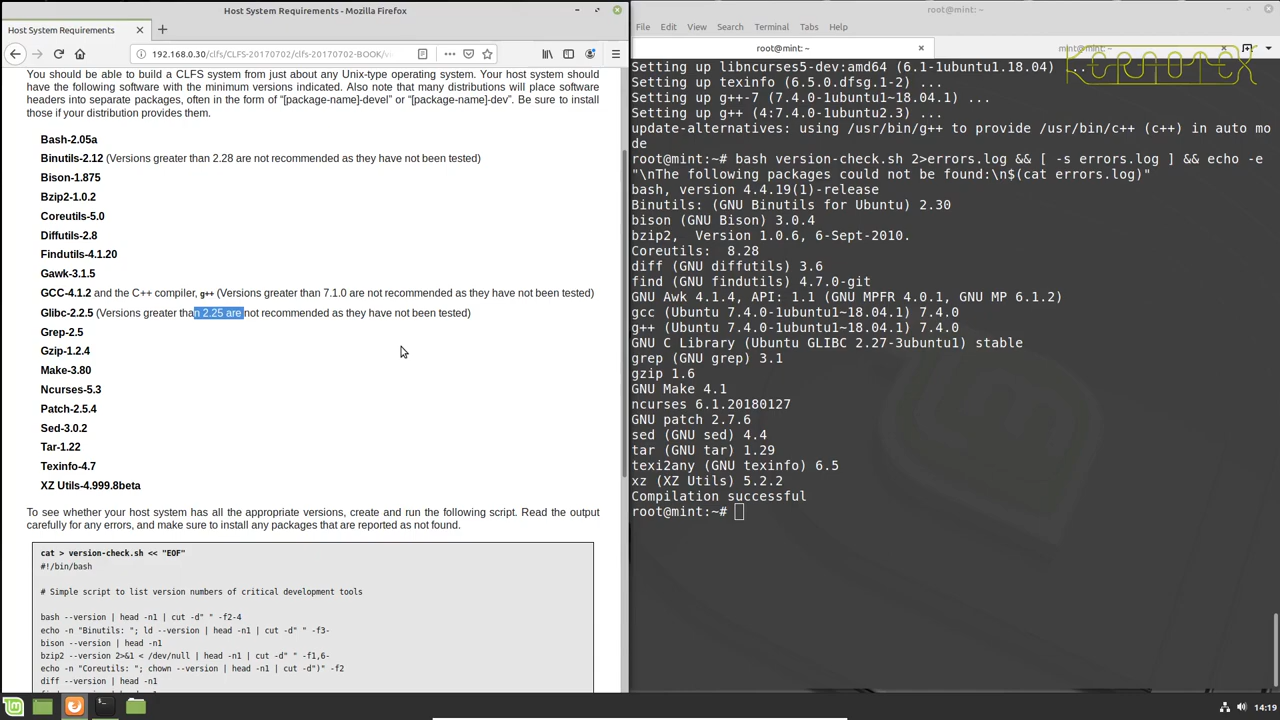 Host System Requirements - Mozilla Firefox
Host System Requirements
192.168.0.30/clfs/CLFS-20170702/clfs-20170702-BOOK/
You should be able to build a CLFS system from just about any Unix-type operating system. Your host system should
have the following software with the minimum versions indicated. Also note that many distributions will place software
headers into separate packages, often in the form of “[package-name]-devel” or “[package-name]-dev”. Be sure to install
those if your distribution provides them.
Bash-2.05a
Binutils-2.12 (Versions greater than 2.28 are not recommended as they have not been tested)
Bison-1.875
Bzip2-1.0.2
Coreutils-5.0
Diffutils-2.8
Findutils-4.1.20
Gawk-3.1.5
GCC-4.1.2 and the C++ compiler, g++ (Versions greater than 7.1.0 are not recommended as they have not been tested)
Glibc-2.2.5 (Versions greater than 2.25 are not recommended as they have not been tested)
Grep-2.5
Gzip-1.2.4
Make-3.80
Ncurses-5.3
Patch-2.5.4
Sed-3.0.2
Tar-1.22
Texinfo-4.7
XZ Utils-4.999.8beta
To see whether your host system has all the appropriate versions, create and run the following script. Read the output
carefully for any errors, and make sure to install any packages that are reported as not found.
cat > version-check.sh << "EOF"
#!/bin/bash
# Simple script to list version numbers of critical development tools
bash --version | head -n1 | cut -d" " -f2-4
echo -n "Binutils: "; ld --version | head -n1 | cut -d" " -f3-
bison --version | head -n1
bzip2 --version 2>&1 < /dev/null | head -n1 | cut -d" " -f1,6-
echo -n "Coreutils: "; chown --version | head -n1 | cut -d")" -f2
diff --version | head -n1
root@mint: ~
File Edit View Search Terminal Tabs Help
root@mint: ~
root@mint: ~
KERNOTEX
Setting up libncurses5-dev:amd64 (6.1-1ubuntu1.18.04) ...
Setting up texinfo (6.5.0.dfsg.1-2) ...
Setting up g++-7 (7.4.0-1ubuntu1~18.04.1) ...
Setting up g++ (4:7.4.0-1ubuntu2.3) ...
update-alternatives: using /usr/bin/g++ to provide /usr/bin/c++ (c++) in auto mo
de
root@mint:~# bash version-check.sh 2>errors.log && [ -s errors.log ] && echo -e
"\nThe following packages could not be found:\n$(cat errors.log)"
bash, version 4.4.19(1)-release
Binutils: (GNU Binutils for Ubuntu) 2.30
bison (GNU Bison) 3.0.4
bzip2,  Version 1.0.6, 6-Sept-2010.
Coreutils:  8.28
diff (GNU diffutils) 3.6
find (GNU findutils) 4.7.0-git
GNU Awk 4.1.4, API: 1.1 (GNU MPFR 4.0.1, GNU MP 6.1.2)
gcc (Ubuntu 7.4.0-1ubuntu1~18.04.1) 7.4.0
g++ (Ubuntu 7.4.0-1ubuntu1~18.04.1) 7.4.0
GNU C Library (Ubuntu GLIBC 2.27-3ubuntu1) stable
grep (GNU grep) 3.1
gzip 1.6
GNU Make 4.1
ncurses 6.1.20180127
GNU patch 2.7.6
sed (GNU sed) 4.4
tar (GNU tar) 1.29
texi2any (GNU texinfo) 6.5
xz (XZ Utils) 5.2.2
Compilation successful
root@mint:~#
14:19